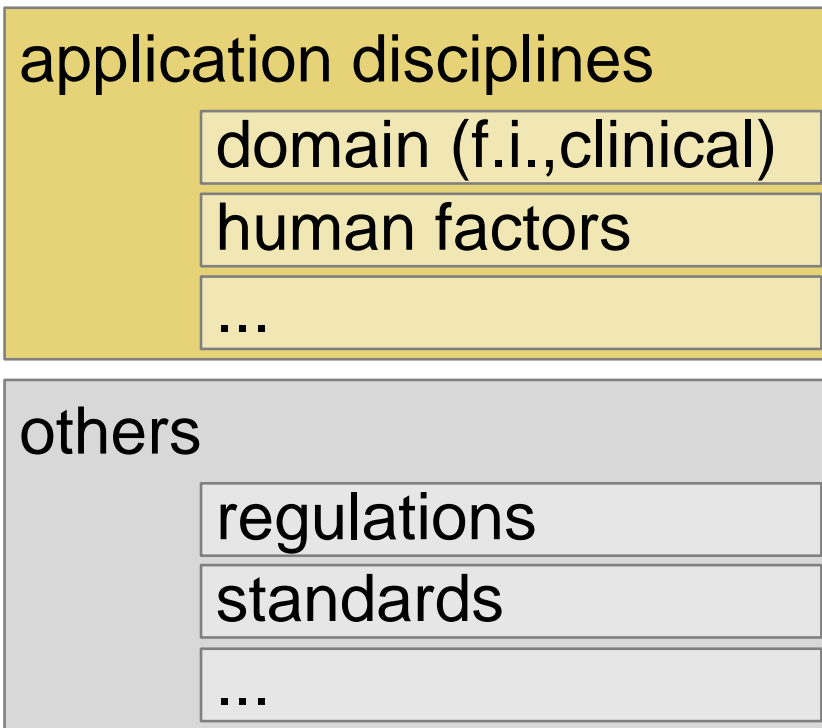 application disciplines
domain (f.i.,clinical)
human factors
...
others
regulations
standards
...